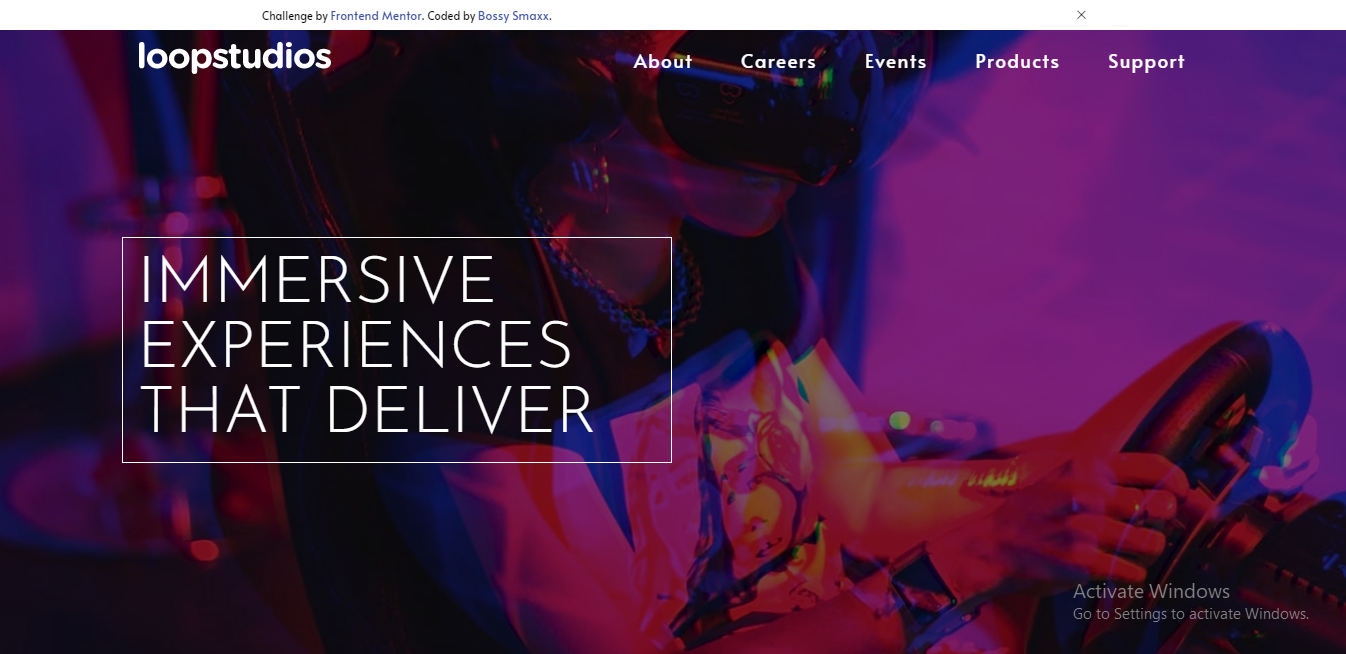 Challenge by Frontend Mentor. Coded by Bossy Smaxx.
loopstudios
About Careers Events Products Support
IMMERSIVE
EXPERIENCES
THAT DELIVER
Activate Windows
Go to Settings to activate Windows.